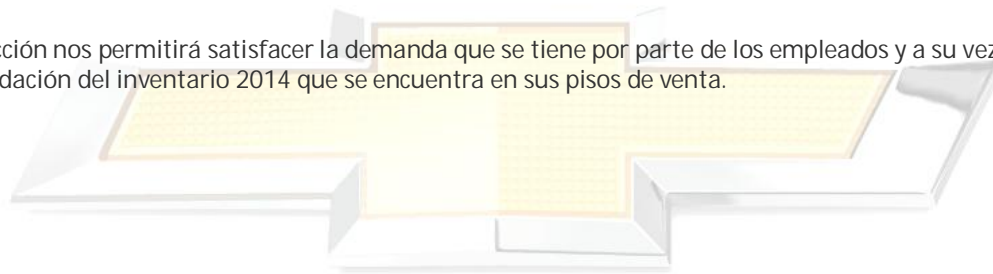 cción nos permitirá satisfacer la demanda que se tiene por parte de los empleados y a su vez
dación del inventario 2014 que se encuentra en sus pisos de venta.